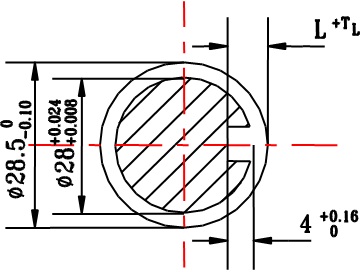 L +TL
ø28.5 0 -0.10
ø28 +0.024 +0.008
4 +0.16 0